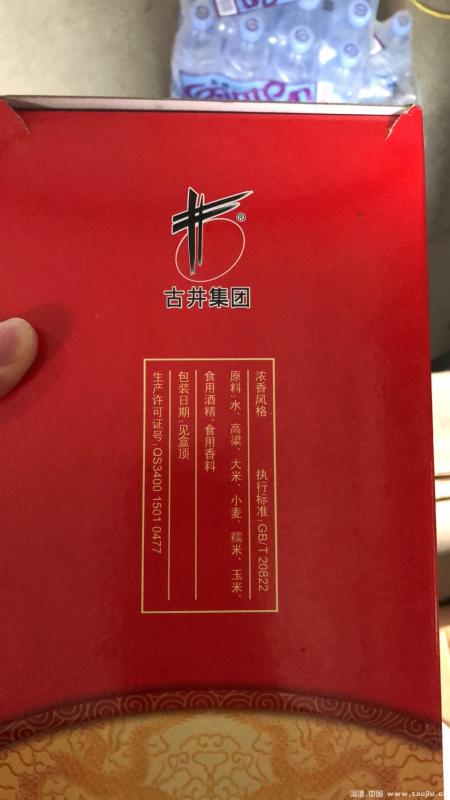 古井集团
浓香风格 执行标准:GB/T 20822
原料:水、高粱、大米、小麦、糯米、玉米、
食用酒精、食用香料
包装日期:见盒顶
生产许可证号:QS3400 1501 0477
淘酒.中国 www.taojiu.c